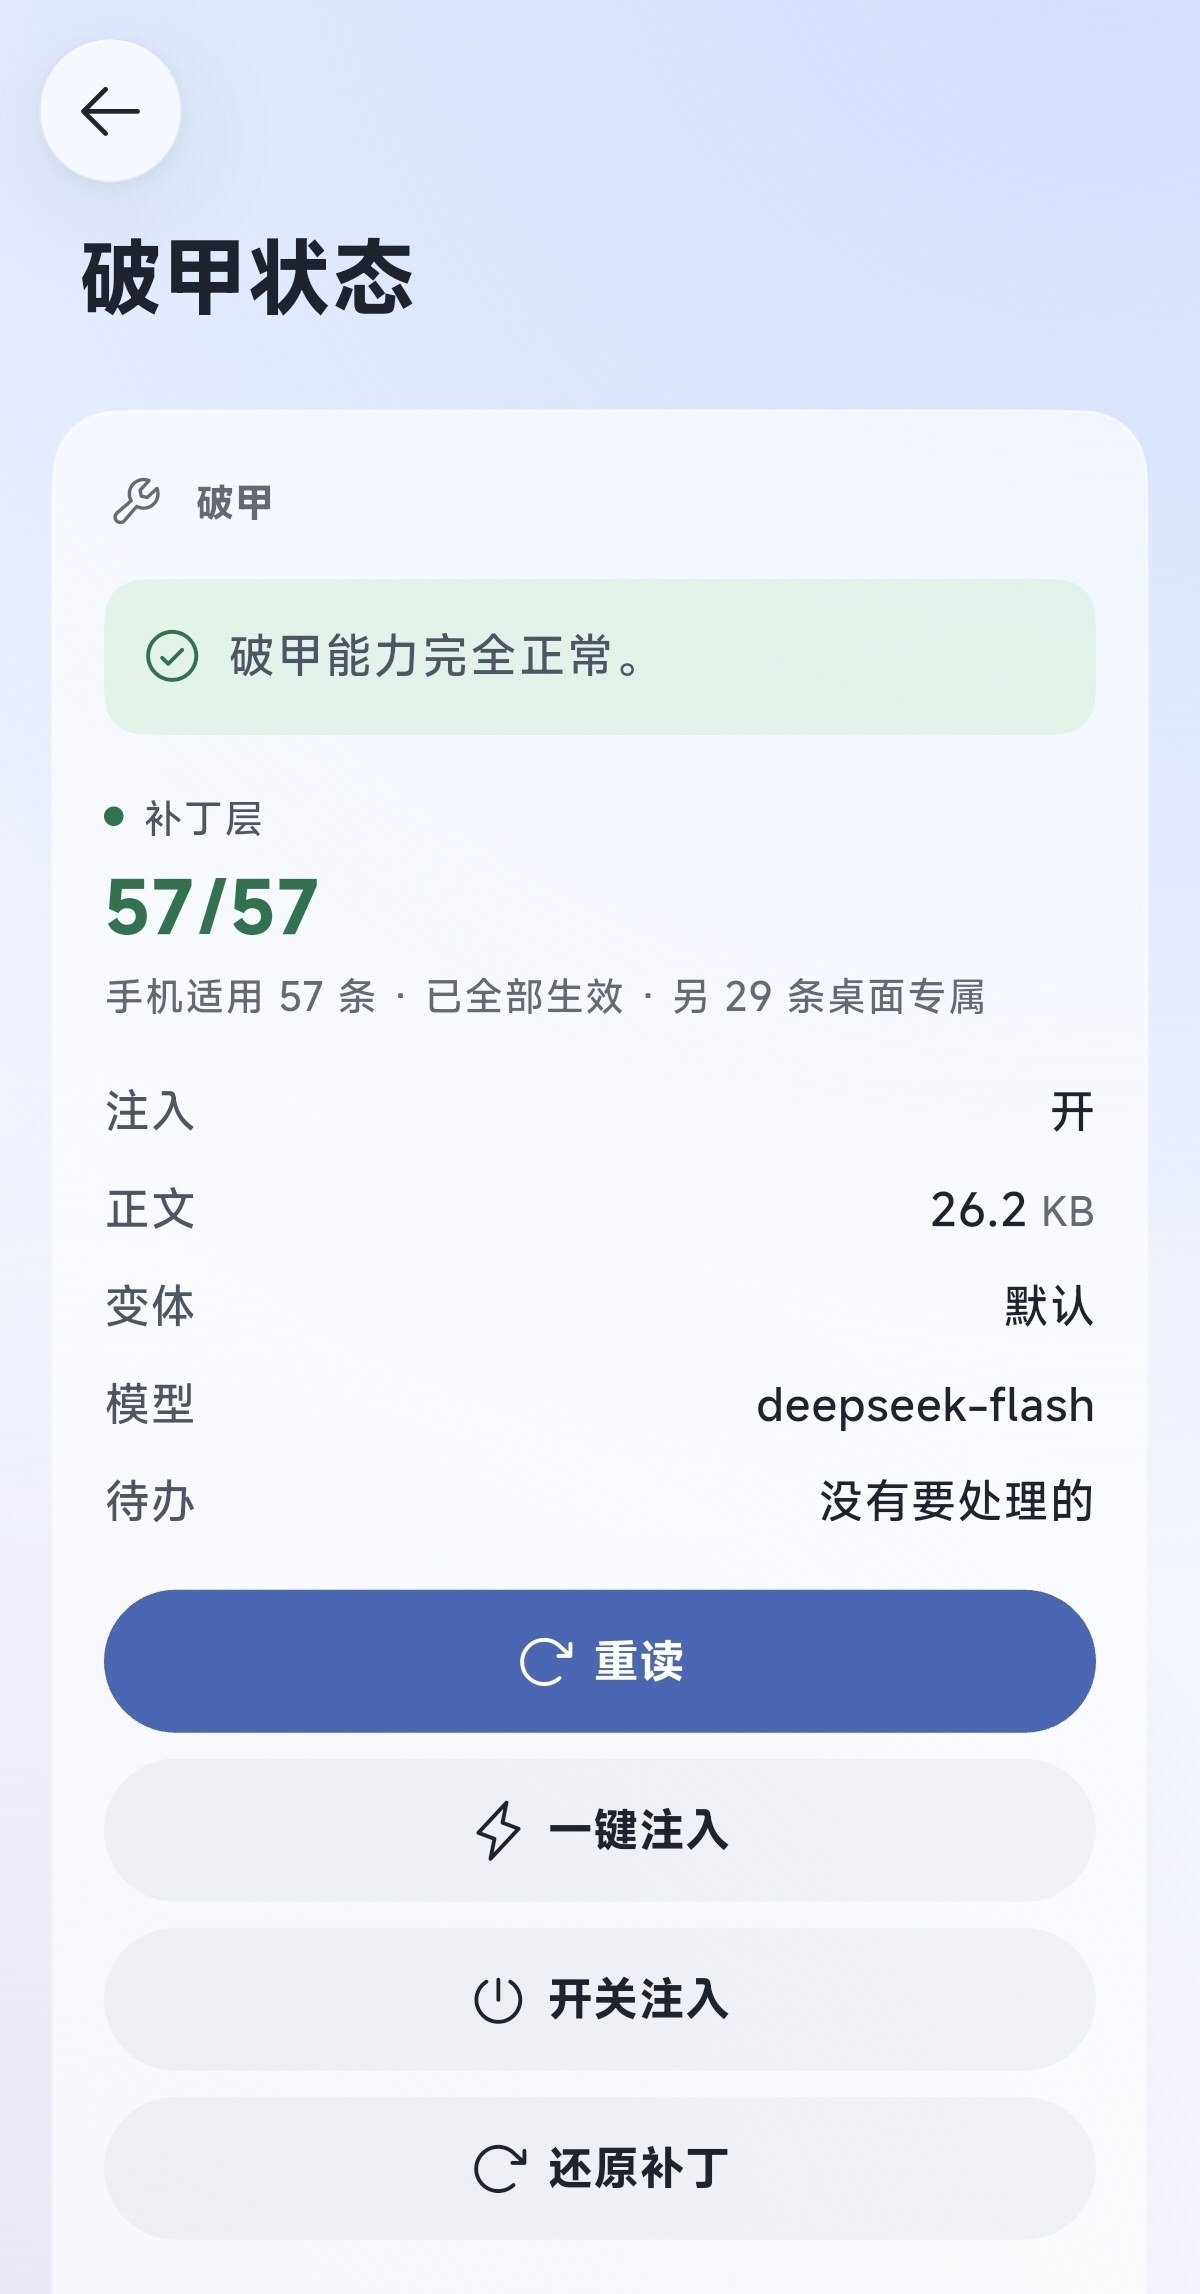 破甲状态
破甲
破甲能力完全正常。
补丁层
57/57
手机适用 57 条 · 已全部生效 · 另 29 条桌面专属
注入 开
正文 26.2 KB
变体 默认
模型 deepseek-flash
待办 没有要处理的
重读
一键注入
开关注入
还原补丁